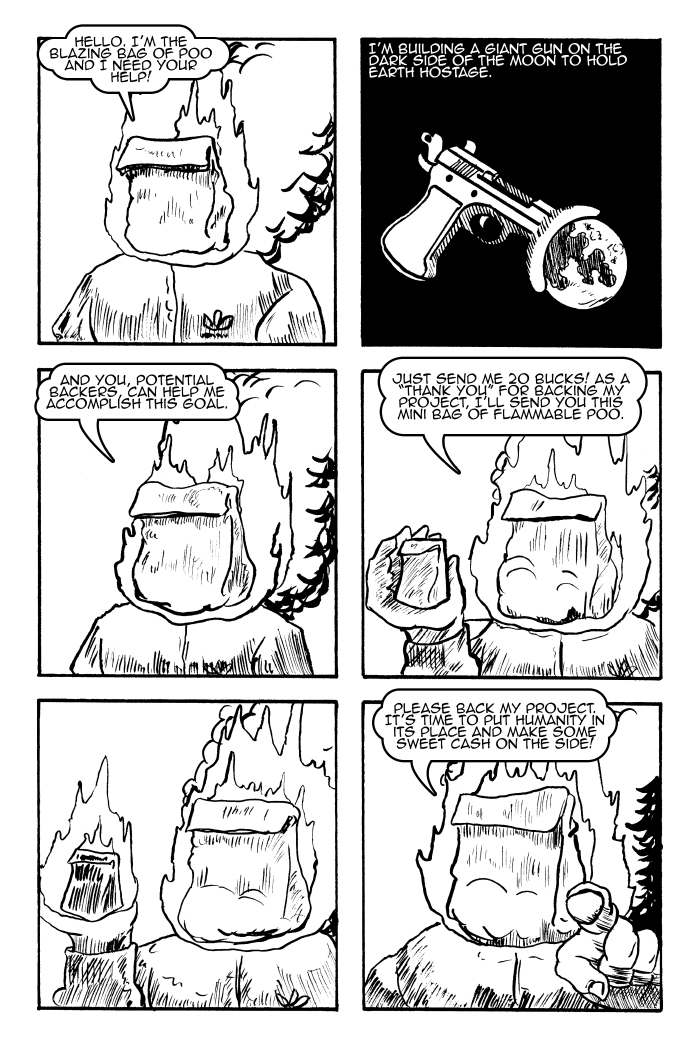 HELLO. I'M THE
BLAZING BAG OF POO
AND I NEED YOUR
HELP!
I'M BUILDING A GIANT GUN ON THE
DARK SIDE OF THE MOON TO HOLD
EARTH HOSTAGE.
AND YOU, POTENTIAL
BACKERS, CAN HELP ME
ACCOMPLISH THIS GOAL.
JUST SEND ME 20 BUCKS! AS A
"THANK YOU" FOR BACKING MY
PROJECT, I'LL SEND YOU THIS
MINI BAG OF FLAMMABLE POO.
PLEASE BACK MY PROJECT.
IT'S TIME TO PUT HUMANITY IN
ITS PLACE AND MAKE SOME
SWEET CASH ON THE SIDE!